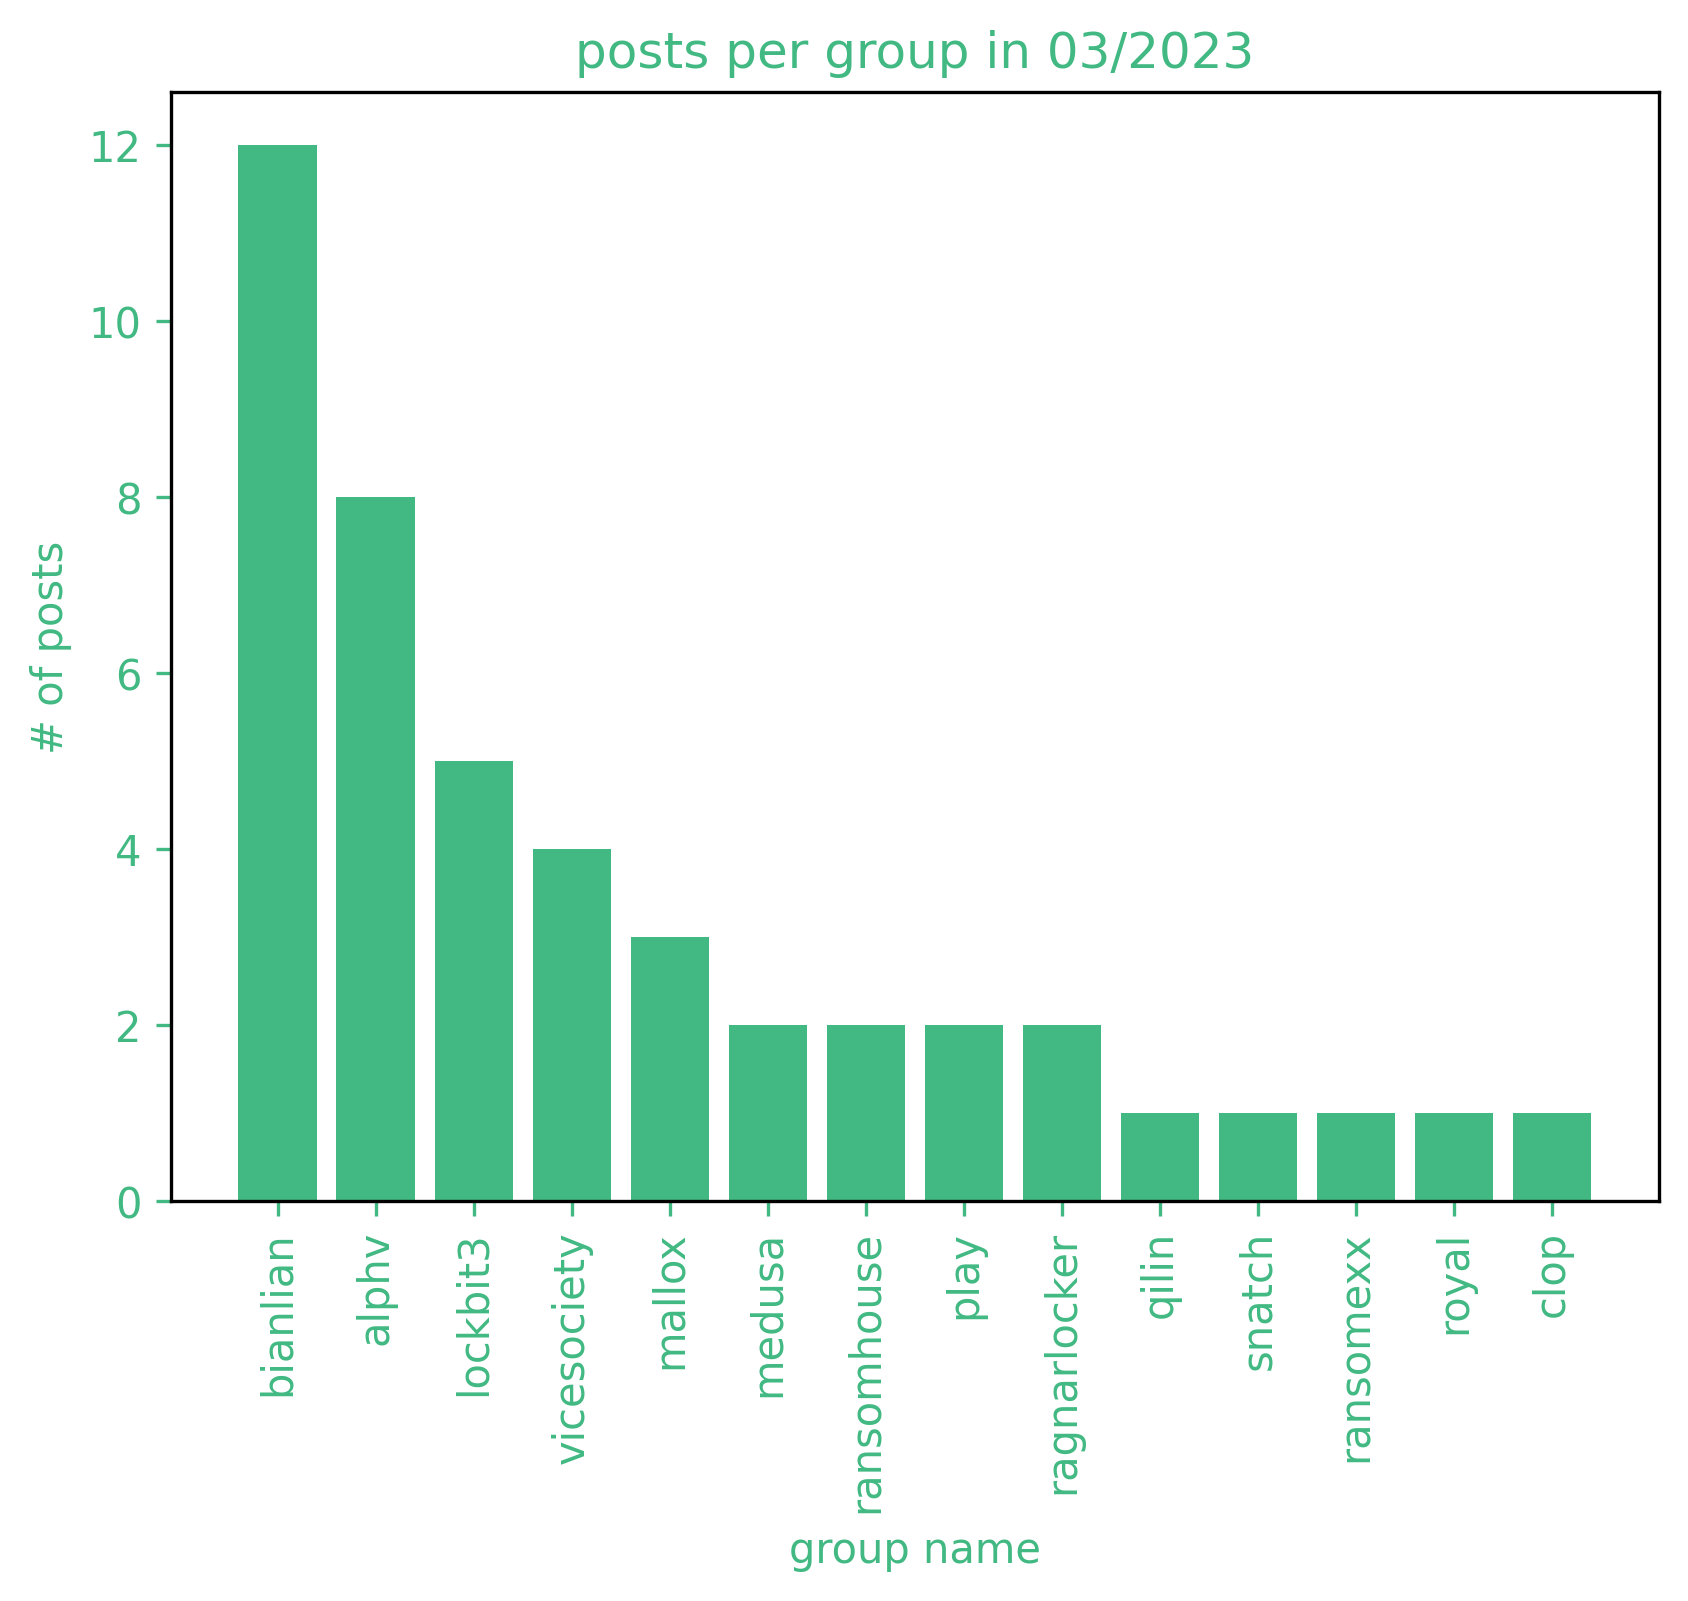 posts per group in 03/2023
12
10
8
6
4
2
0
# of posts
bianlian
alphv
lockbit3
vicesociety
mallox
medusa
ransomhouse
play
ragnarlocker
qilin
snatch
ransomexx
royal
clop
group name